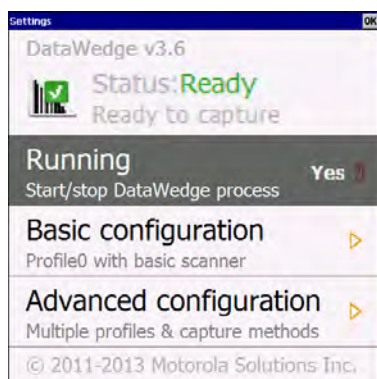 Settings
OK
DataWedge v3.6
Status:Ready
Ready to capture
Running
Yes
Start/stop DataWedge process
Basic configuration
Profile0 with basic scanner
Advanced configuration
Multiple profiles & capture methods
© 2011-2013 Motorola Solutions Inc.